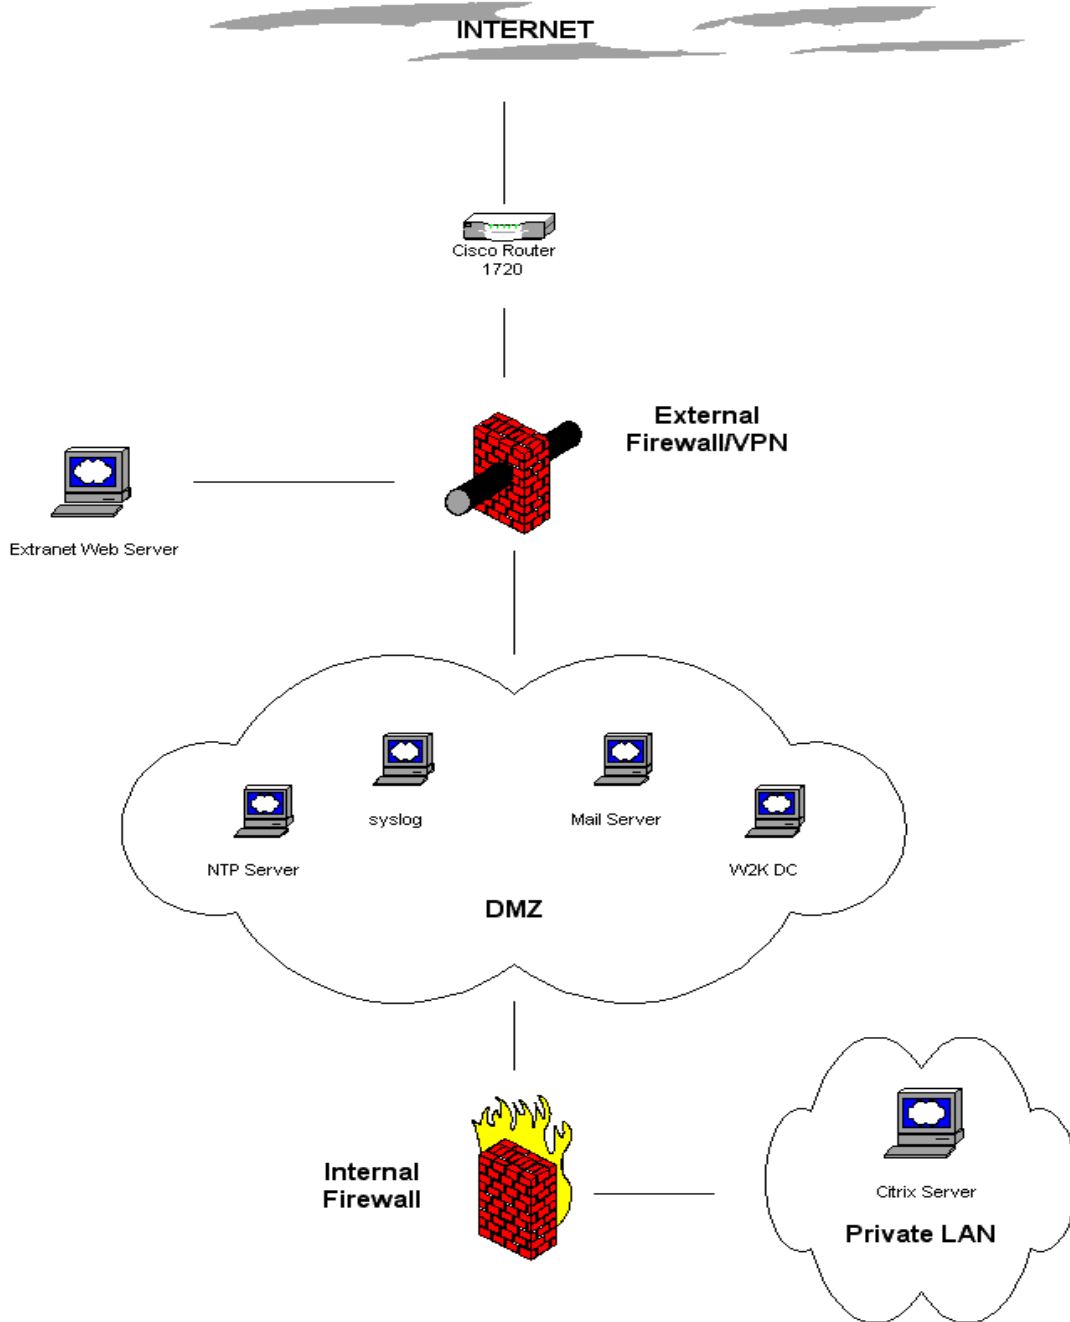 INTERNET
Cisco Router
1720
External
Firewall/VPN
Extranet Web Server
syslog
Mail Server
NTP Server
W2K DC
DMZ
Internal
Firewall
Citrix Server
Private LAN